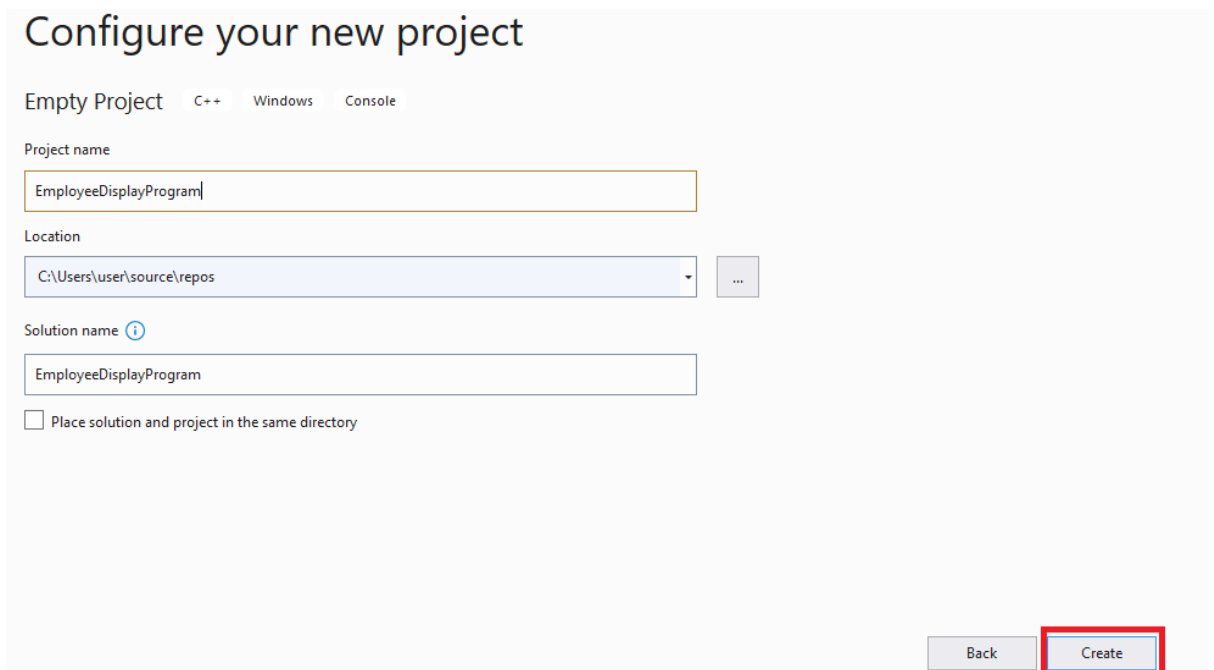 Configure your new project
Empty Project C++ Windows Console
Project name
EmployeeDisplayProgram
Location
C:\Users\user\source\repos
...
Solution name
EmployeeDisplayProgram
Place solution and project in the same directory
Back Create